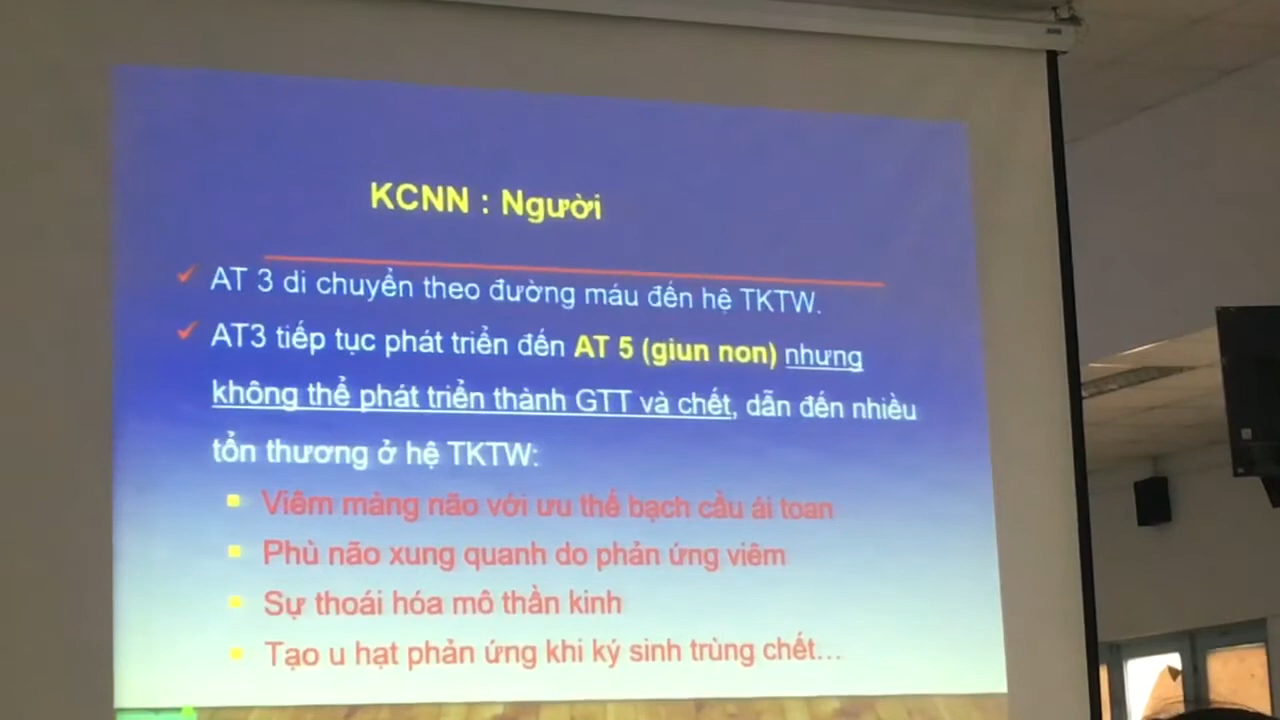 KCNN : Người
AT 3 di chuyển theo đường máu đến hệ TKTW.
AT3 tiếp tục phát triển đến AT 5 (giun non) nhưng
không thể phát triển thành GTT và chết, dẫn đến nhiều
tổn thương ở hệ TKTW:
Viêm màng não với ưu thế bạch cầu ái toan
Phù não xung quanh do phản ứng viêm
Sự thoái hóa mô thần kinh
Tạo u hạt phản ứng khi ký sinh trùng chết...